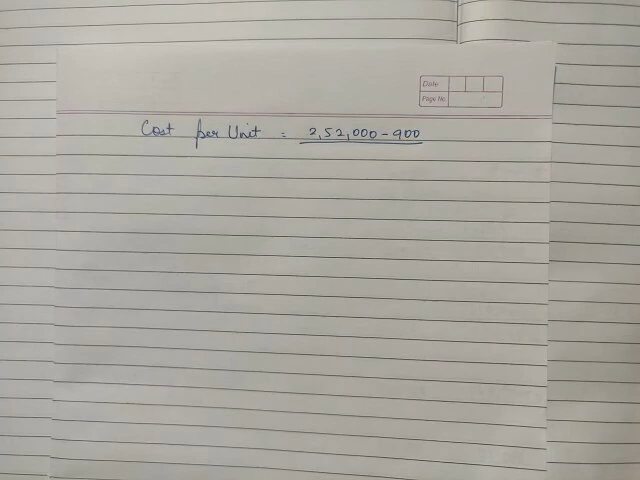 Date
Page No.
Cost per Unit = 2,52,000-900